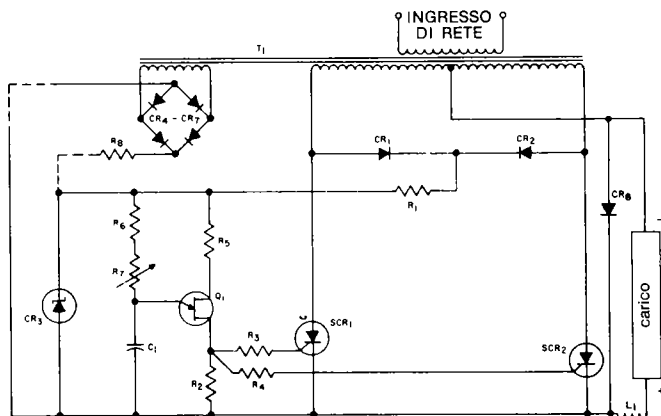 INGRESSO
DI RETE
T1
CR4 – CR7
R8
CR1
CR2
R1
CR8
R6
R5
R7
Q1
CR3
C1
R3
SCR1
R2
R4
SCR2
carico
L1